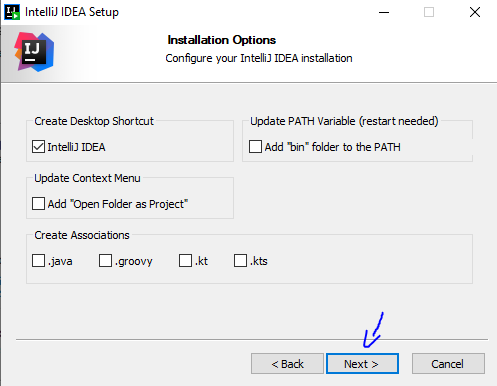 IntelliJ IDEA Setup
IJ
Installation Options
Configure your IntelliJ IDEA installation
Create Desktop Shortcut
IntelliJ IDEA
Update PATH Variable (restart needed)
Add "bin" folder to the PATH
Update Context Menu
Add "Open Folder as Project"
Create Associations
.java .groovy .kt .kts
< Back Next > Cancel